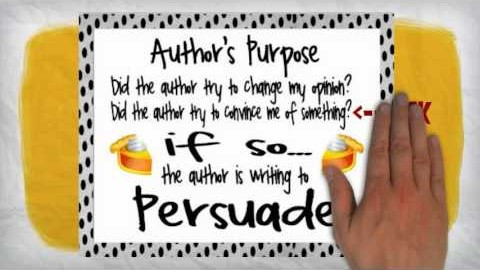 Author's Purpose
Did the author try to change my opinion?
Did the author try to convince me of something?<--
if so...
the author is writing to
Persuade